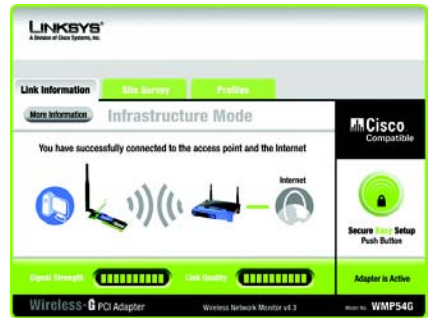 LINKSYS®
A Division of Cisco Systems, Inc.
Link Information
Site Survey
Profiles
More Information
Infrastructure Mode
Cisco
Compatible
You have successfully connected to the access point and the Internet
Internet
Secure Easy Setup
Push Button
Signal Strength
Link Quality
Adapter is Active
Wireless-G PCI Adapter
Wireless Network Monitor v4.3
Model No. WMP54G